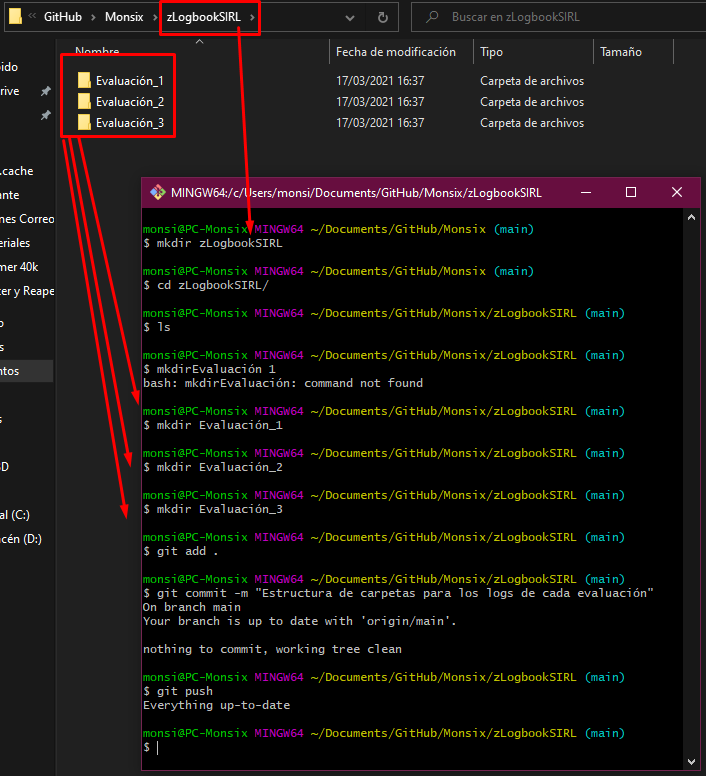 GitHub > Monsix > zLogbookSIRL >
Buscar en zLogbookSIRL
Nombre Fecha de modificación Tipo Tamaño
Evaluación_1 17/03/2021 16:37 Carpeta de archivos
Evaluación_2 17/03/2021 16:37 Carpeta de archivos
Evaluación_3 17/03/2021 16:37 Carpeta de archivos
pido
rive
.cache
ante
nes Correo
eriales
mer 40k
er y Reape
o
s
ntos
s
SD
al (C:)
cén (D:)
MINGW64:/c/Users/monsi/Documents/GitHub/Monsix/zLogbookSIRL
monsi@PC-Monsix MINGW64 ~/Documents/GitHub/Monsix (main)
$ mkdir zLogbookSIRL
monsi@PC-Monsix MINGW64 ~/Documents/GitHub/Monsix (main)
$ cd zLogbookSIRL/
monsi@PC-Monsix MINGW64 ~/Documents/GitHub/Monsix/zLogbookSIRL (main)
$ ls
monsi@PC-Monsix MINGW64 ~/Documents/GitHub/Monsix/zLogbookSIRL (main)
$ mkdirEvaluación 1
bash: mkdirEvaluación: command not found
monsi@PC-Monsix MINGW64 ~/Documents/GitHub/Monsix/zLogbookSIRL (main)
$ mkdir Evaluación_1
monsi@PC-Monsix MINGW64 ~/Documents/GitHub/Monsix/zLogbookSIRL (main)
$ mkdir Evaluación_2
monsi@PC-Monsix MINGW64 ~/Documents/GitHub/Monsix/zLogbookSIRL (main)
$ mkdir Evaluación_3
monsi@PC-Monsix MINGW64 ~/Documents/GitHub/Monsix/zLogbookSIRL (main)
$ git add .
monsi@PC-Monsix MINGW64 ~/Documents/GitHub/Monsix/zLogbookSIRL (main)
$ git commit -m "Estructura de carpetas para los logs de cada evaluación"
On branch main
Your branch is up to date with 'origin/main'.
nothing to commit, working tree clean
monsi@PC-Monsix MINGW64 ~/Documents/GitHub/Monsix/zLogbookSIRL (main)
$ git push
Everything up-to-date
monsi@PC-Monsix MINGW64 ~/Documents/GitHub/Monsix/zLogbookSIRL (main)
$